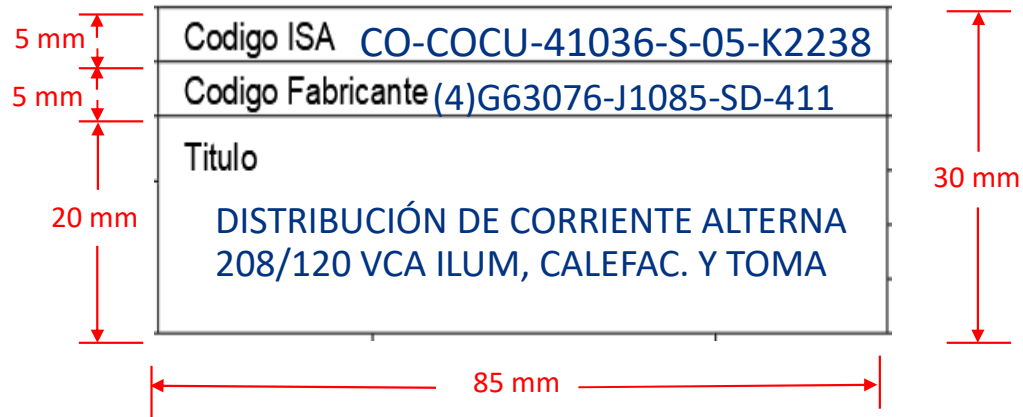 5 mm
Codigo ISA CO-COCU-41036-S-05-K2238
5 mm
Codigo Fabricante (4)G63076-J1085-SD-411
Titulo
30 mm
20 mm
DISTRIBUCIÓN DE CORRIENTE ALTERNA
208/120 VCA ILUM, CALEFAC. Y TOMA
85 mm